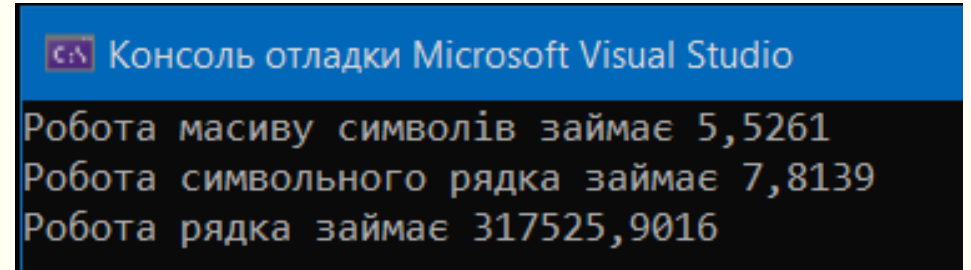 Консоль отладки Microsoft Visual Studio
Робота масиву символів займає 5,5261
Робота символьного рядка займає 7,8139
Робота рядка займає 317525,9016